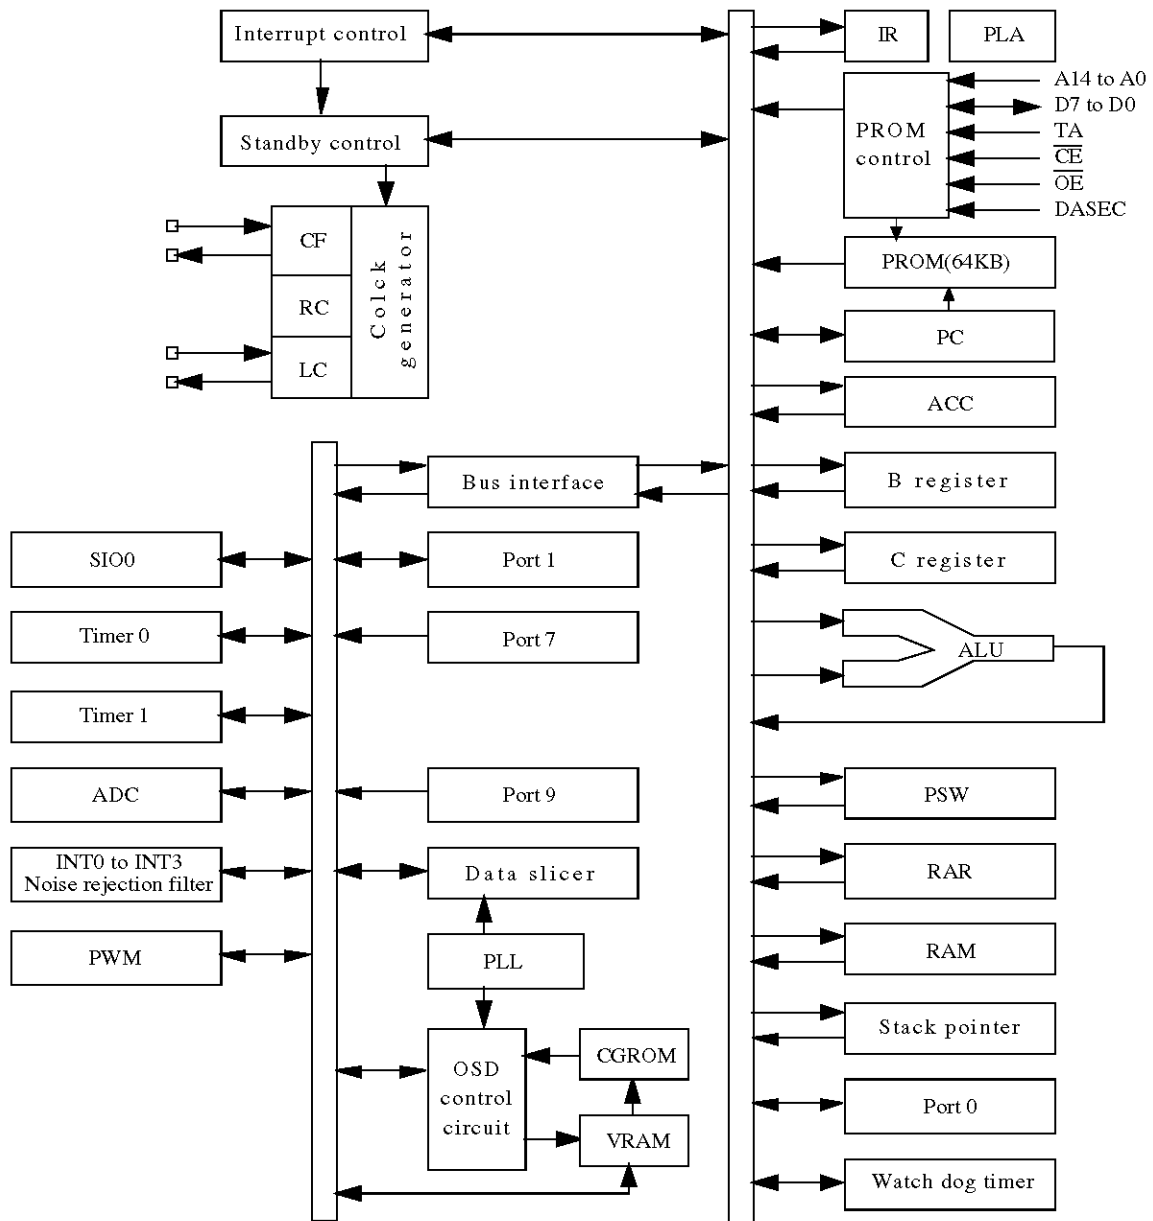 Interrupt control
IR
PLA
A14 to A0
D7 to D0
TA
CE
OE
DASEC
PROM
control
Standby control
CF
RC
LC
Colck
generator
PROM(64KB)
PC
ACC
Bus interface
B register
SIO0
Port 1
C register
Timer 0
Port 7
ALU
Timer 1
ADC
Port 9
PSW
INT0 to INT3
Noise rejection filter
Data slicer
RAR
PWM
PLL
RAM
Stack pointer
OSD
control
circuit
CGROM
VRAM
Port 0
Watch dog timer